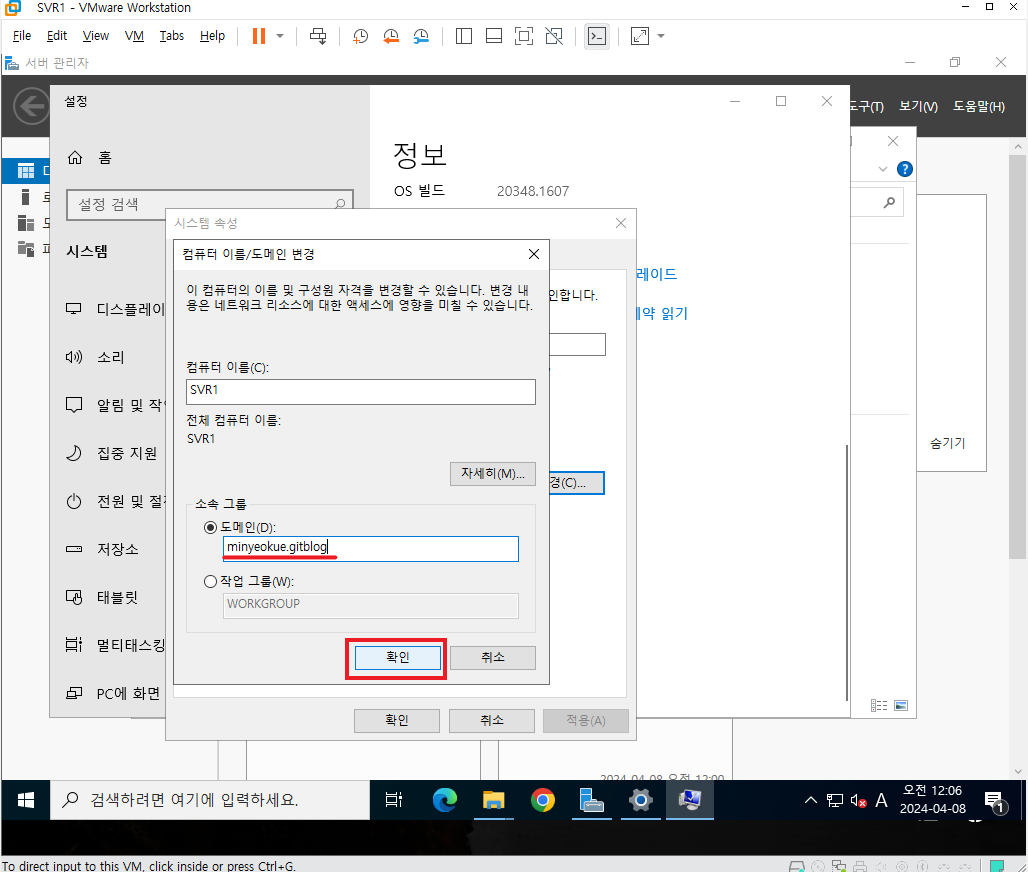 SVR1 - VMware Workstation
File Edit View VM Tabs Help
서버 관리자
도구(T) 보기(V) 도움말(H)
설정
홈
설정 검색
시스템
디스플레이
소리
알림 및 작
집중 지원
전원 및 절
저장소
태블릿
멀티태스킹
PC에 화면
정보
OS 빌드 20348.1607
레이드
약 읽기
시스템 속성
인합니다.
경(C)...
컴퓨터 이름/도메인 변경
이 컴퓨터의 이름 및 구성원 자격을 변경할 수 있습니다. 변경 내
용은 네트워크 리소스에 대한 액세스에 영향을 미칠 수 있습니다.
컴퓨터 이름(C):
SVR1
전체 컴퓨터 이름:
SVR1
자세히(M)...
소속 그룹
도메인(D):
minyeokue.gitblog
작업 그룹(W):
WORKGROUP
확인 취소
확인 취소 적용(A)
숨기기
2024-04-08 오전 12:00
검색하려면 여기에 입력하세요.
A
오전 12:06
2024-04-08
1
To direct input to this VM, click inside or press Ctrl+G.